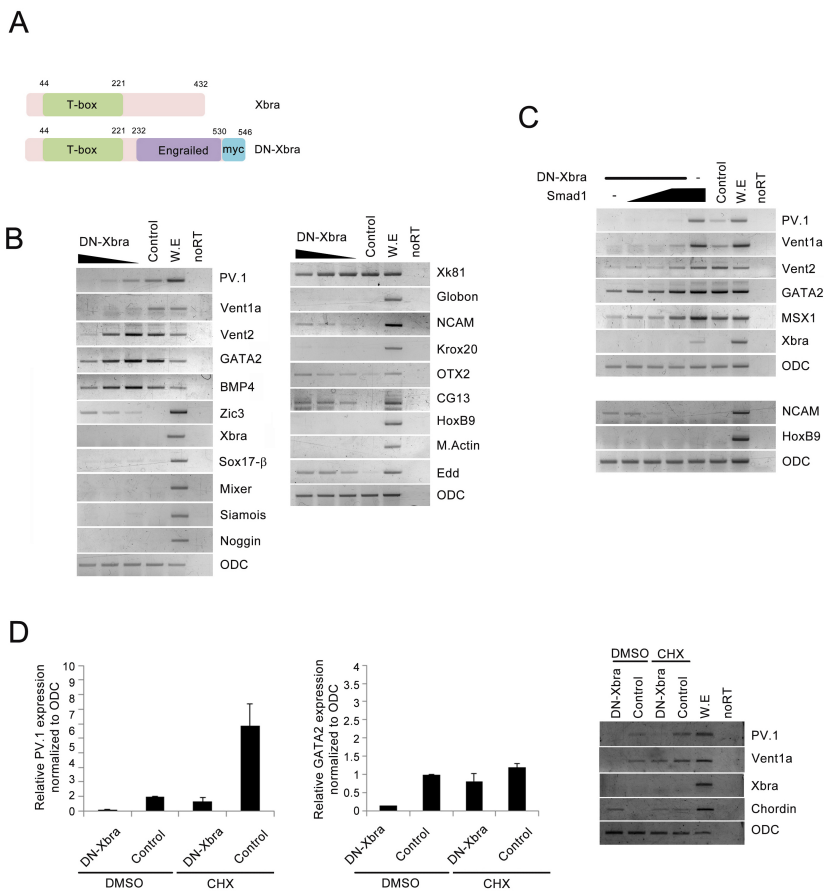 A
44 221 432
T-box Xbra
44 221 232 530 546
T-box Engrailed myc DN-Xbra
B
DN-Xbra Control W.E noRT
PV.1
Vent1a
Vent2
GATA2
BMP4
Zic3
Xbra
Sox17-β
Mixer
Siamois
Noggin
ODC
DN-Xbra Control W.E noRT
Xk81
Globon
NCAM
Krox20
OTX2
CG13
HoxB9
M.Actin
Edd
ODC
C
DN-Xbra - Control W.E noRT
Smad1 -
PV.1
Vent1a
Vent2
GATA2
MSX1
Xbra
ODC
NCAM
HoxB9
ODC
D
Relative PV.1 expression
normalized to ODC
10
9
8
7
6
5
4
3
2
1
0
DN-Xbra Control DN-Xbra Control
DMSO CHX
Relative GATA2 expression
normalized to ODC
4
3.5
3
2.5
2
1.5
1
0.5
0
DN-Xbra Control DN-Xbra Control
DMSO CHX
DMSO CHX
DN-Xbra Control DN-Xbra Control W.E noRT
PV.1
Vent1a
Xbra
Chordin
ODC